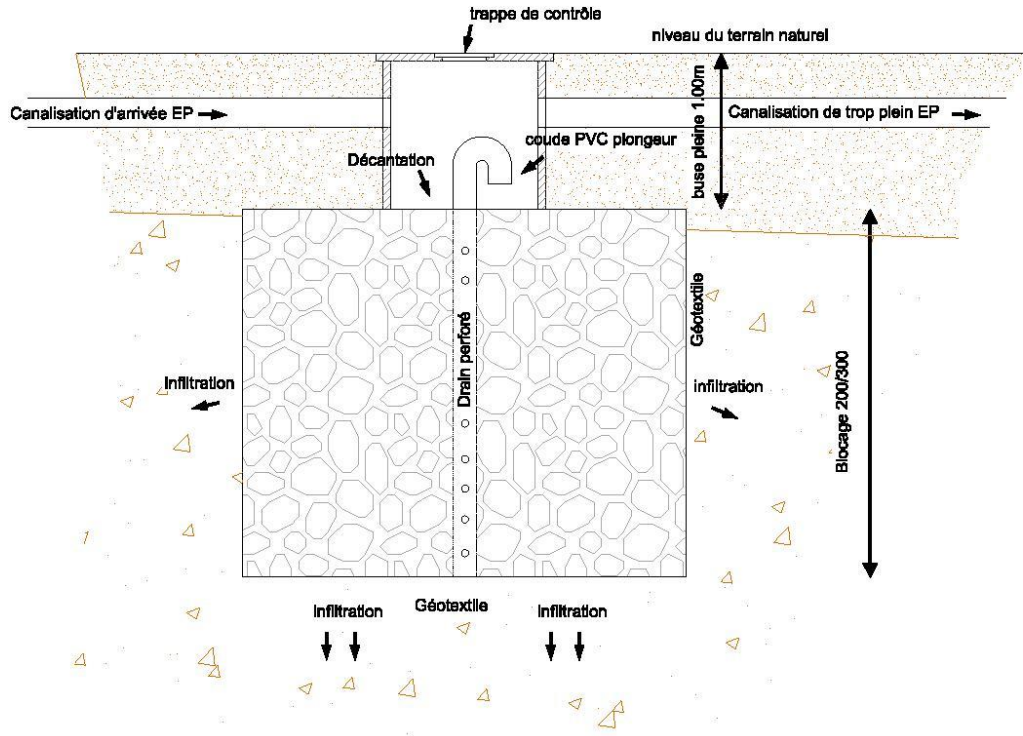 trappe de contrôle
niveau du terrain naturel
Canalisation d'arrivée EP
Canalisation de trop plein EP
buse pleine 1.00m
coude PVC plongeur
Décantation
Géotextile
Drain perforé
Infiltration
infiltration
Blocage 200/300
Infiltration
Géotextile
Infiltration